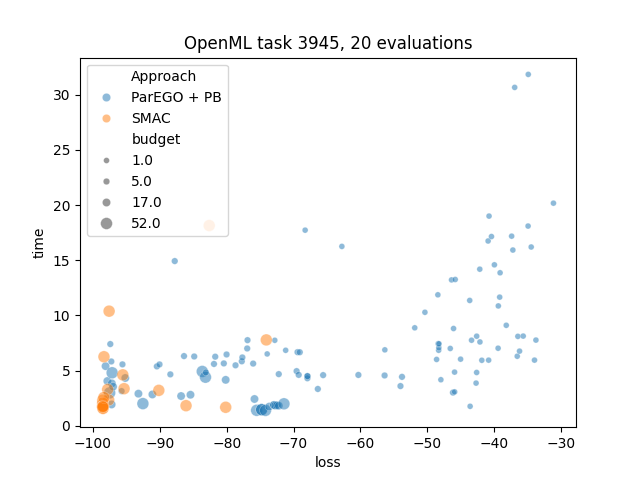 OpenML task 3945, 20 evaluations
Approach
ParEGO + PB
SMAC
budget
1.0
5.0
17.0
52.0
time
30
25
20
15
10
5
0
−100
−90
−80
−70
−60
−50
−40
−30
loss